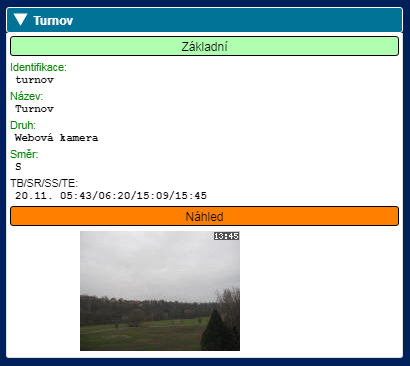 Turnov
Základní
Identifikace:
turnov
Název:
Turnov
Druh:
Webová kamera
Směr:
S
TB/SR/SS/TE:
20.11. 05:43/06:20/15:09/15:45
Náhled
13:45